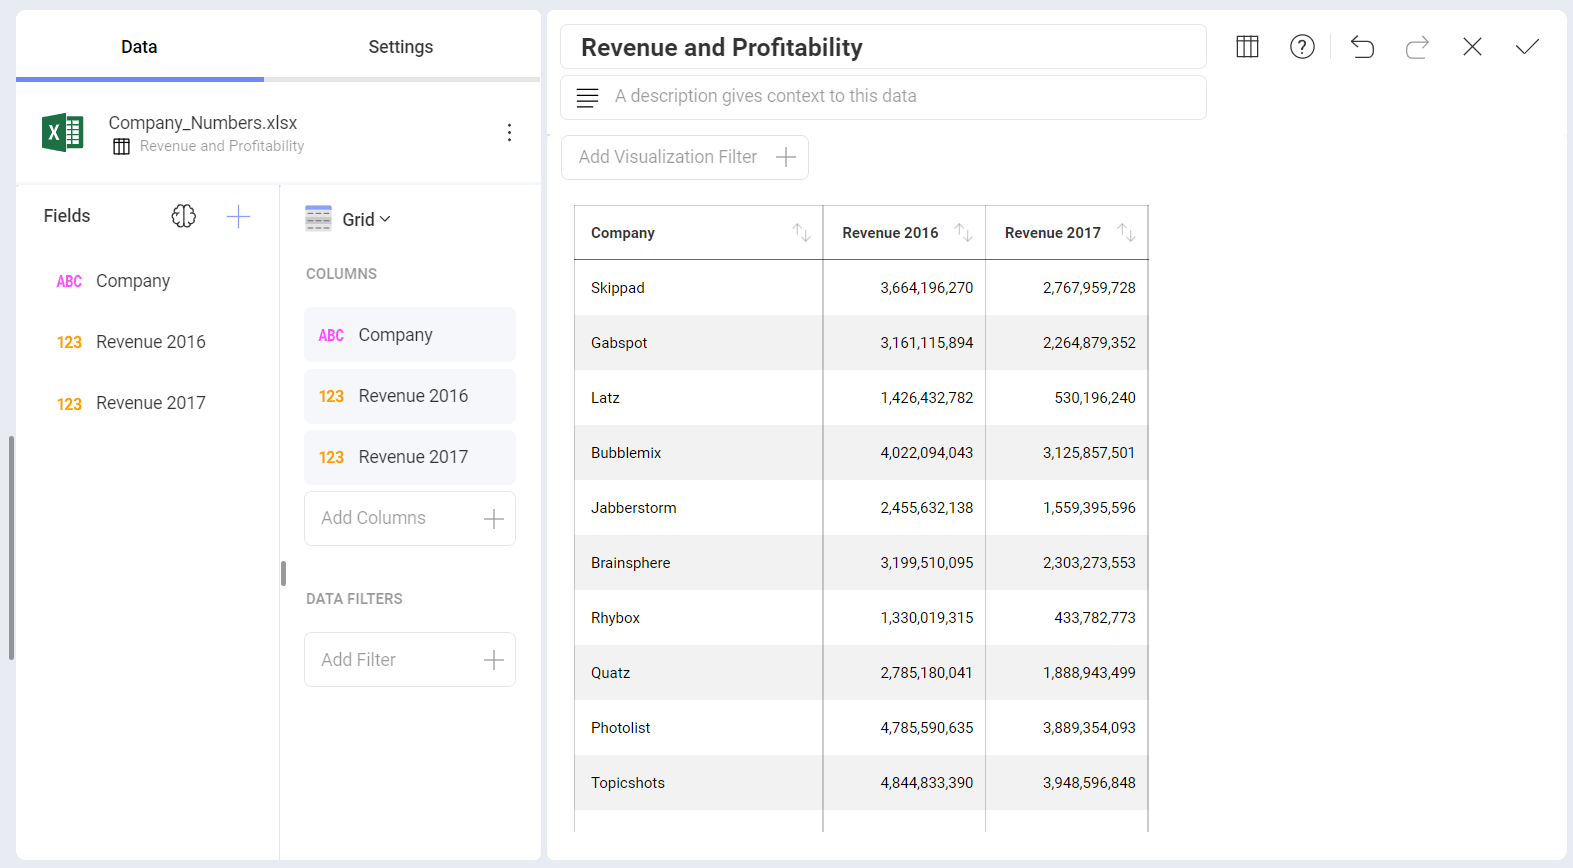 Data
Settings
Company_Numbers.xlsx
Revenue and Profitability
Fields
ABC Company
123 Revenue 2016
123 Revenue 2017
Grid
COLUMNS
ABC Company
123 Revenue 2016
123 Revenue 2017
Add Columns
DATA FILTERS
Add Filter
Revenue and Profitability
A description gives context to this data
Add Visualization Filter
Company Revenue 2016 Revenue 2017
Skippad 3,664,196,270 2,767,959,728
Gabspot 3,161,115,894 2,264,879,352
Latz 1,426,432,782 530,196,240
Bubblemix 4,022,094,043 3,125,857,501
Jabberstorm 2,455,632,138 1,559,395,596
Brainsphere 3,199,510,095 2,303,273,553
Rhybox 1,330,019,315 433,782,773
Quatz 2,785,180,041 1,888,943,499
Photolist 4,785,590,635 3,889,354,093
Topicshots 4,844,833,390 3,948,596,848